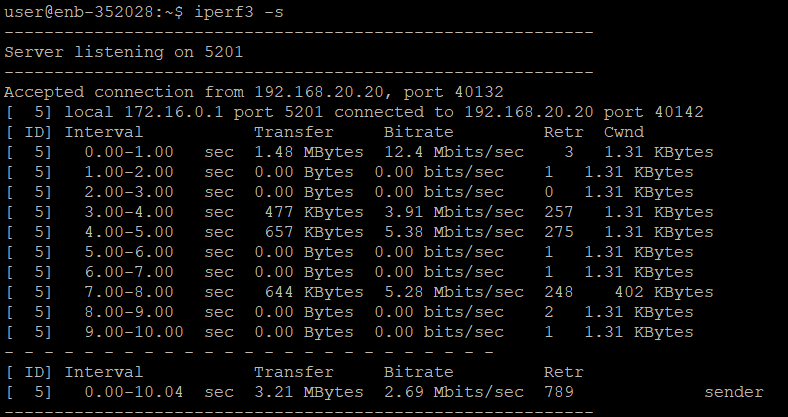 user@enb-352028:~$ iperf3 -s
-----------------------------------------------------------
Server listening on 5201
-----------------------------------------------------------
Accepted connection from 192.168.20.20, port 40132
[  5] local 172.16.0.1 port 5201 connected to 192.168.20.20 port 40142
[ ID] Interval           Transfer     Bitrate         Retr  Cwnd
[  5]   0.00-1.00   sec  1.48 MBytes  12.4 Mbits/sec    3   1.31 KBytes
[  5]   1.00-2.00   sec  0.00 Bytes  0.00 bits/sec    1   1.31 KBytes
[  5]   2.00-3.00   sec  0.00 Bytes  0.00 bits/sec    0   1.31 KBytes
[  5]   3.00-4.00   sec   477 KBytes  3.91 Mbits/sec  257   1.31 KBytes
[  5]   4.00-5.00   sec   657 KBytes  5.38 Mbits/sec  275   1.31 KBytes
[  5]   5.00-6.00   sec  0.00 Bytes  0.00 bits/sec    1   1.31 KBytes
[  5]   6.00-7.00   sec  0.00 Bytes  0.00 bits/sec    1   1.31 KBytes
[  5]   7.00-8.00   sec   644 KBytes  5.28 Mbits/sec  248    402 KBytes
[  5]   8.00-9.00   sec  0.00 Bytes  0.00 bits/sec    2   1.31 KBytes
[  5]   9.00-10.00  sec  0.00 Bytes  0.00 bits/sec    1   1.31 KBytes
- - - - - - - - - - - - - - - - - - - - - - - - -
[ ID] Interval           Transfer     Bitrate         Retr
[  5]   0.00-10.04  sec  3.21 MBytes  2.69 Mbits/sec  789             sender
-----------------------------------------------------------